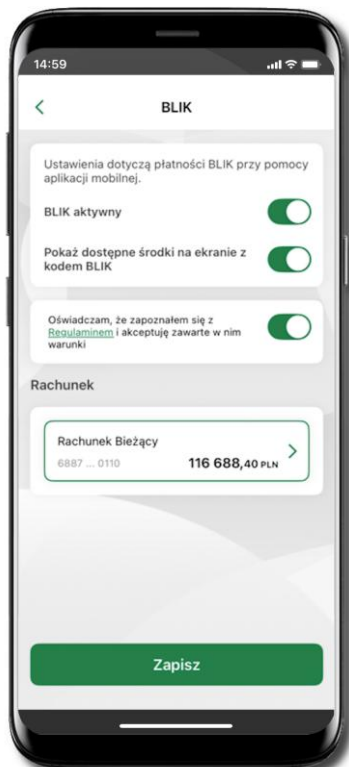 14:59
BLIK
Ustawienia dotyczą płatności BLIK przy pomocy
aplikacji mobilnej.
BLIK aktywny
Pokaż dostępne środki na ekranie z
kodem BLIK
Oświadczam, że zapoznałem się z
Regulaminem i akceptuję zawarte w nim
warunki
Rachunek
Rachunek Bieżący
6887 ... 0110 116 688,40 PLN
Zapisz